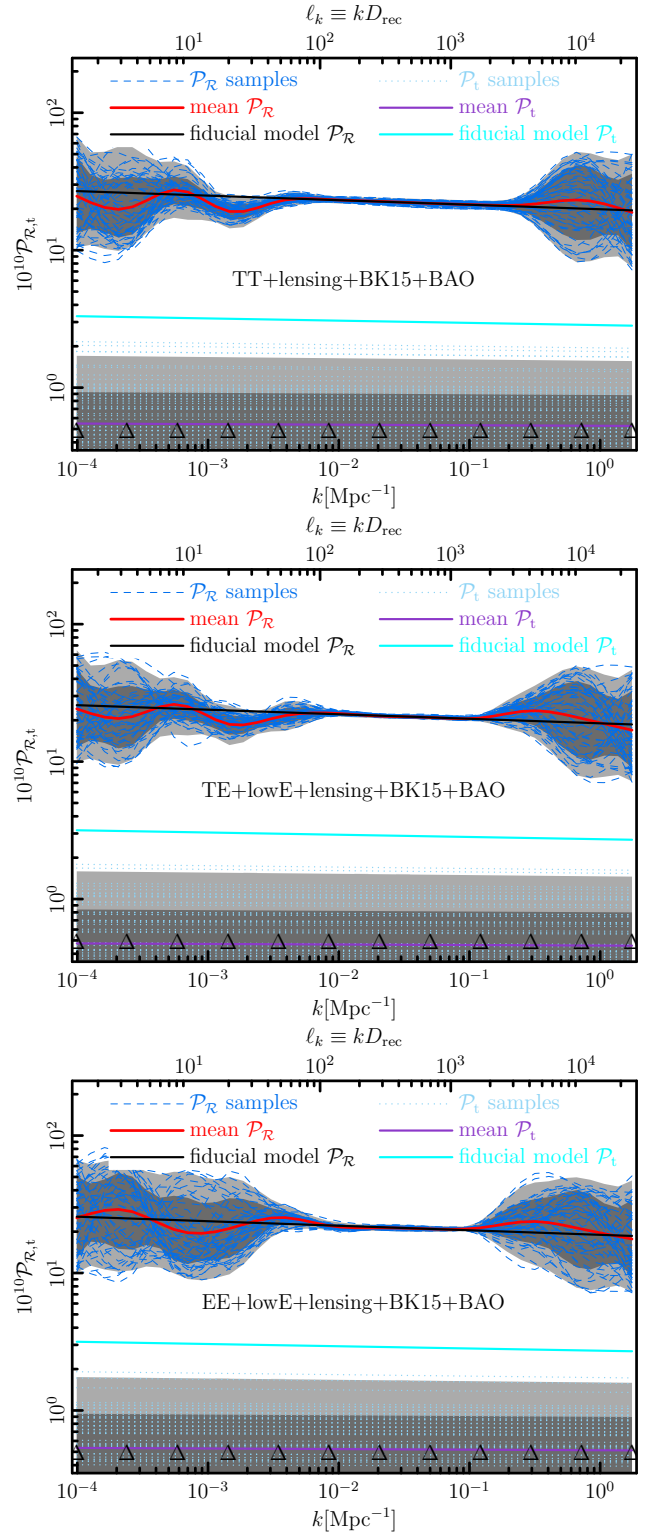 ℓ_k ≡ kD_rec
10^1 10^2 10^3 10^4
P_R samples P_t samples
mean P_R mean P_t
fiducial model P_R fiducial model P_t
10^2
10^1
10^0
10^10 P_R,t
TT+lensing+BK15+BAO
10^−4 10^−3 10^−2 10^−1 10^0
k[Mpc^−1]
ℓ_k ≡ kD_rec
10^1 10^2 10^3 10^4
P_R samples P_t samples
mean P_R mean P_t
fiducial model P_R fiducial model P_t
10^2
10^1
10^0
10^10 P_R,t
TE+lowE+lensing+BK15+BAO
10^−4 10^−3 10^−2 10^−1 10^0
k[Mpc^−1]
ℓ_k ≡ kD_rec
10^1 10^2 10^3 10^4
P_R samples P_t samples
mean P_R mean P_t
fiducial model P_R fiducial model P_t
10^2
10^1
10^0
10^10 P_R,t
EE+lowE+lensing+BK15+BAO
10^−4 10^−3 10^−2 10^−1 10^0
k[Mpc^−1]